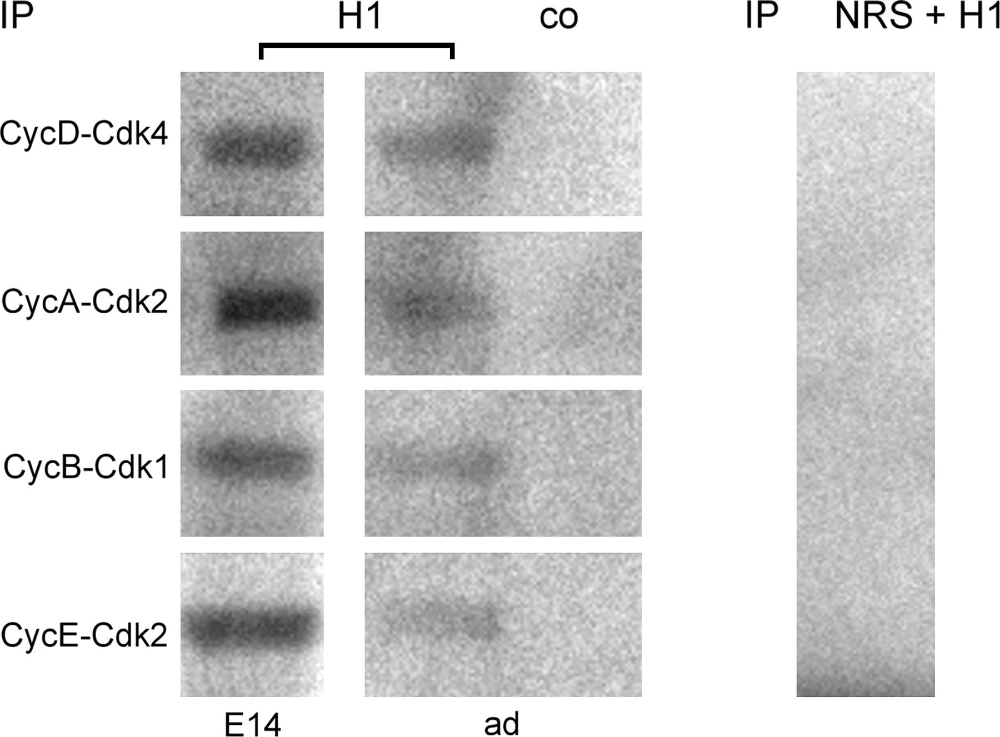 IP H1 co IP NRS + H1
CycD-Cdk4
CycA-Cdk2
CycB-Cdk1
CycE-Cdk2
E14 ad